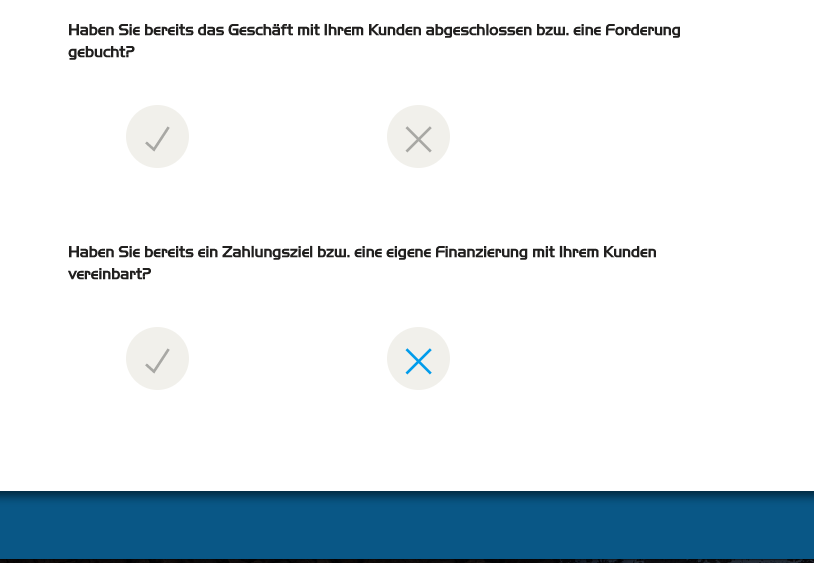 Haben Sie bereits das Geschäft mit Ihrem Kunden abgeschlossen bzw. eine Forderung
gebucht?
Haben Sie bereits ein Zahlungsziel bzw. eine eigene Finanzierung mit Ihrem Kunden
vereinbart?